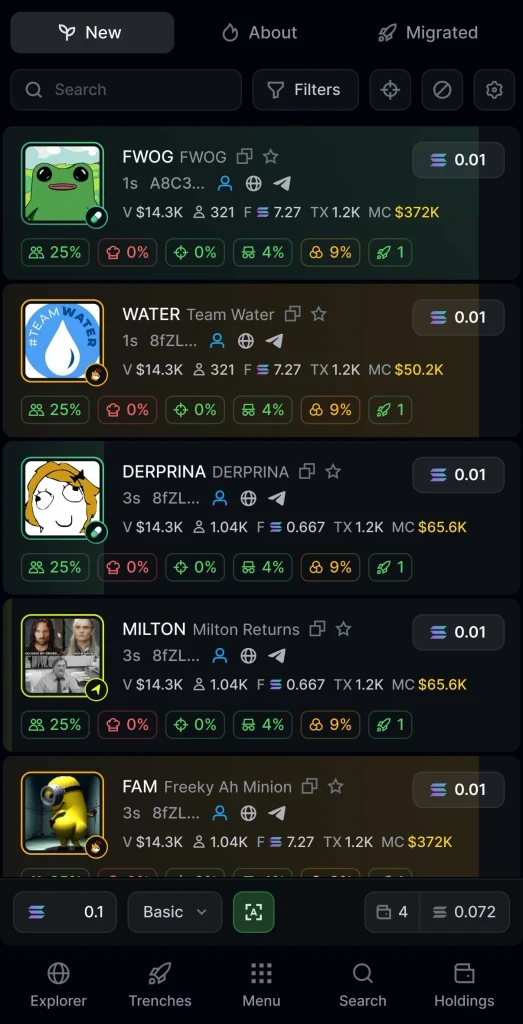 New About Migrated
Search Filters
FWOG FWOG 0.01
1s A8C3...
V $14.3K 321 F 7.27 TX 1.2K MC $372K
25% 0% 0% 4% 9% 1
#TEAM WATER
WATER Team Water 0.01
1s 8fZL...
V $14.3K 321 F 7.27 TX 1.2K MC $50.2K
25% 0% 0% 4% 9% 1
DERPRINA DERPRINA 0.01
3s 8fZL...
V $14.3K 1.04K F 0.667 TX 1.2K MC $65.6K
25% 0% 0% 4% 9% 1
MILTON Milton Returns 0.01
3s 8fZL...
V $14.3K 1.04K F 0.667 TX 1.2K MC $65.6K
25% 0% 0% 4% 9% 1
FAM Freeky Ah Minion 0.01
3s 8fZL...
V $14.3K 1.04K F 7.27 TX 1.2K MC $372K
0.1 Basic A 4 0.072
Explorer Trenches Menu Search Holdings